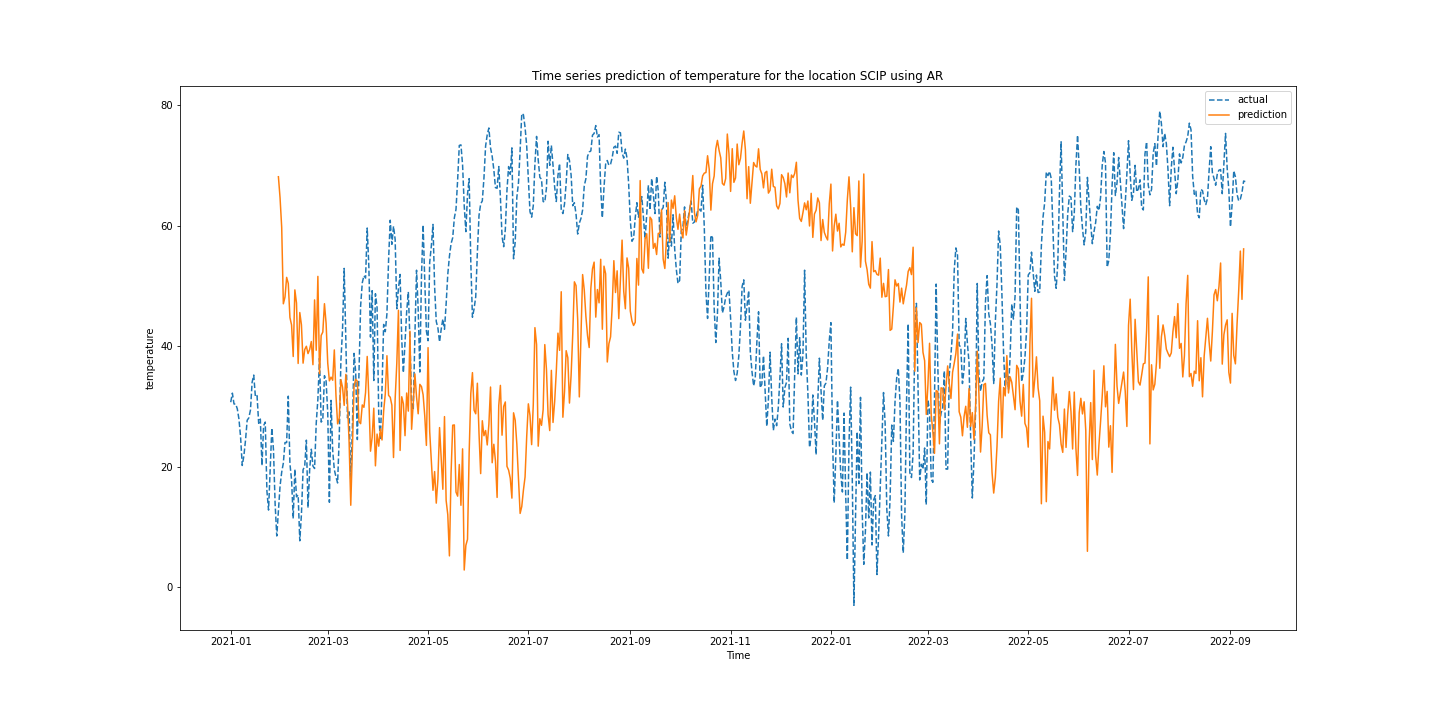 Time series prediction of temperature for the location SCIP using AR
actual
prediction
80
60
40
20
0
temperature
2021-01 2021-03 2021-05 2021-07 2021-09 2021-11 2022-01 2022-03 2022-05 2022-07 2022-09
Time